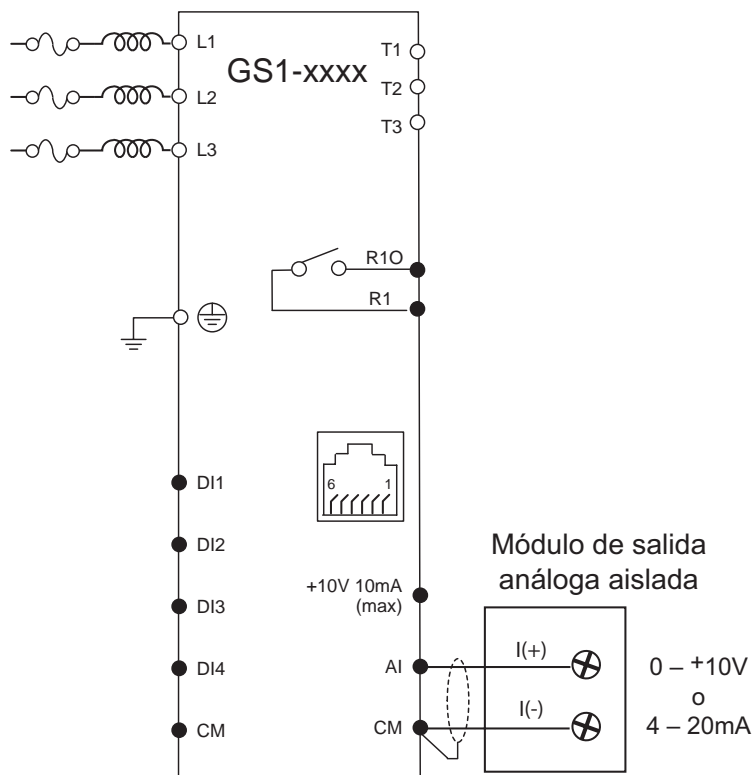 L1
L2
L3
GS1-xxxx
T1
T2
T3
R1O
R1
6 1
DI1
DI2
DI3
DI4
CM
+10V 10mA
(max)
AI
CM
Módulo de salida
análoga aislada
I(+)
I(-)
0 – +10V
o
4 – 20mA